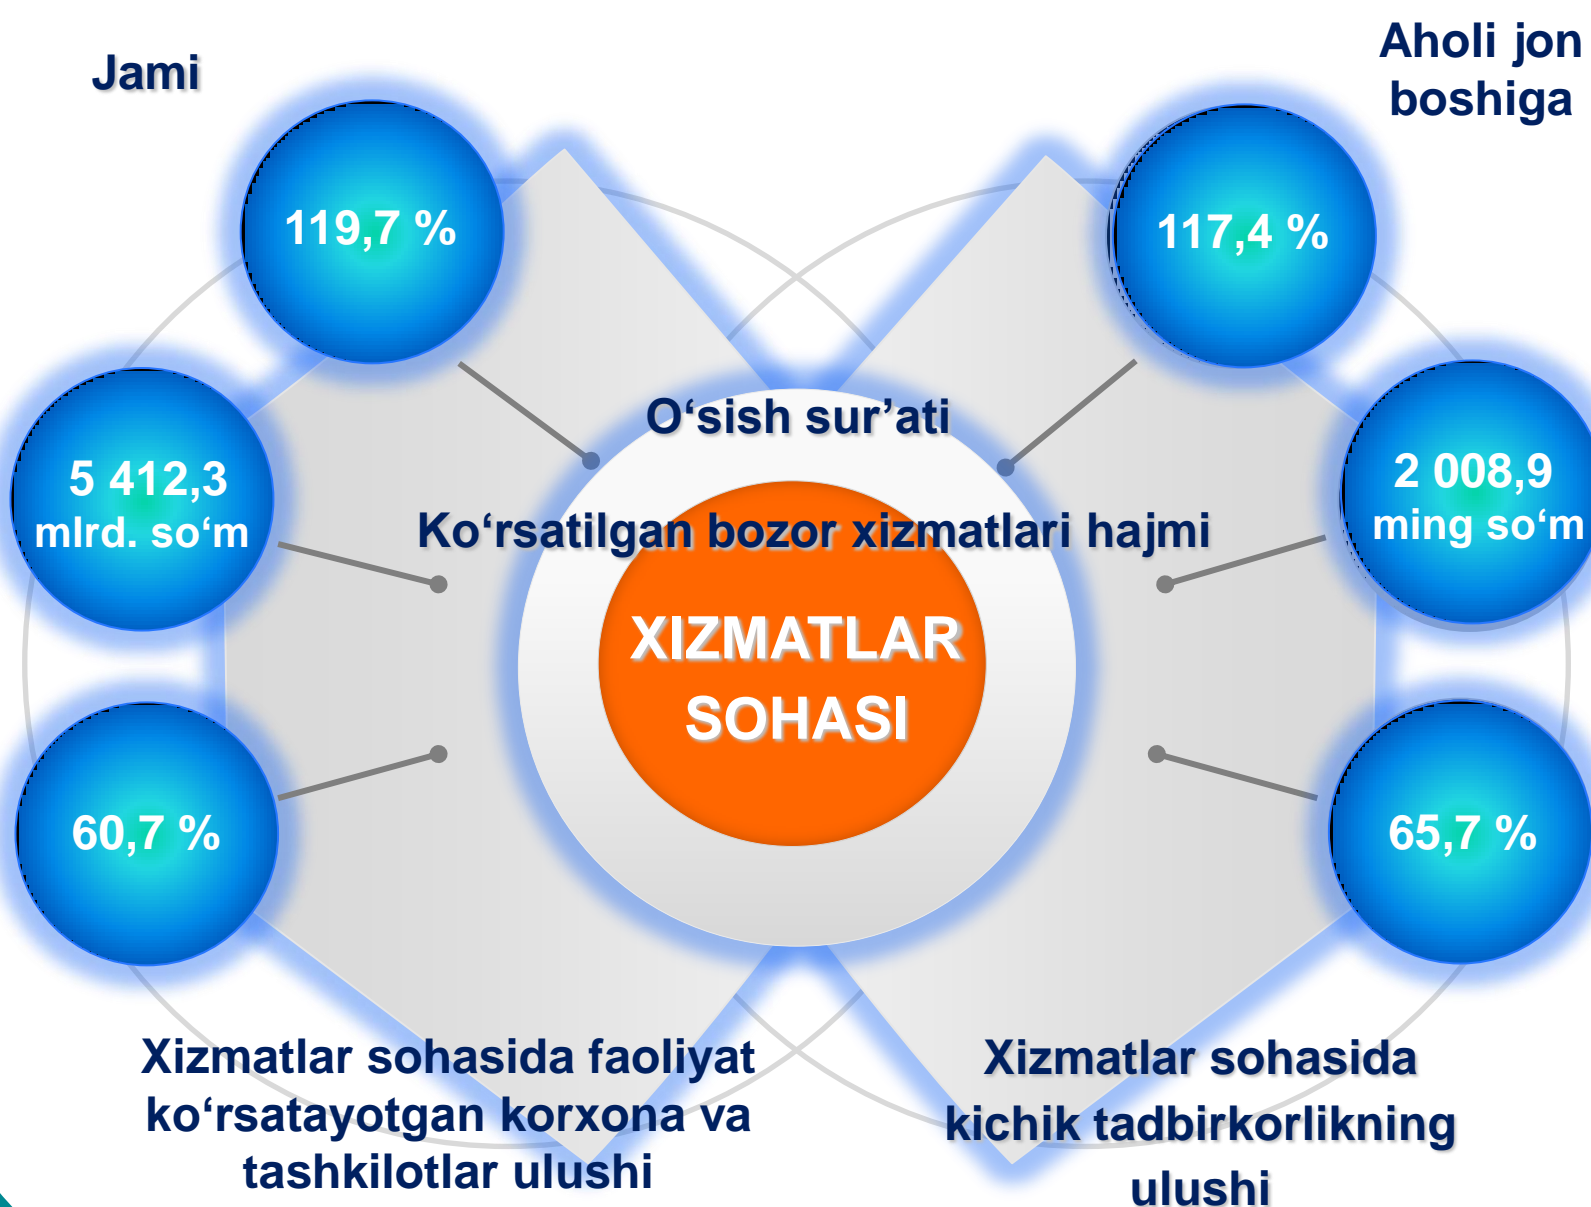 Jami
Aholi jon
boshiga
119,7 %
117,4 %
O‘sish sur’ati
5 412,3
mlrd. so‘m
2 008,9
ming so‘m
Ko‘rsatilgan bozor xizmatlari hajmi
XIZMATLAR
SOHASI
60,7 %
65,7 %
Xizmatlar sohasida faoliyat
ko‘rsatayotgan korxona va
tashkilotlar ulushi
Xizmatlar sohasida
kichik tadbirkorlikning
ulushi